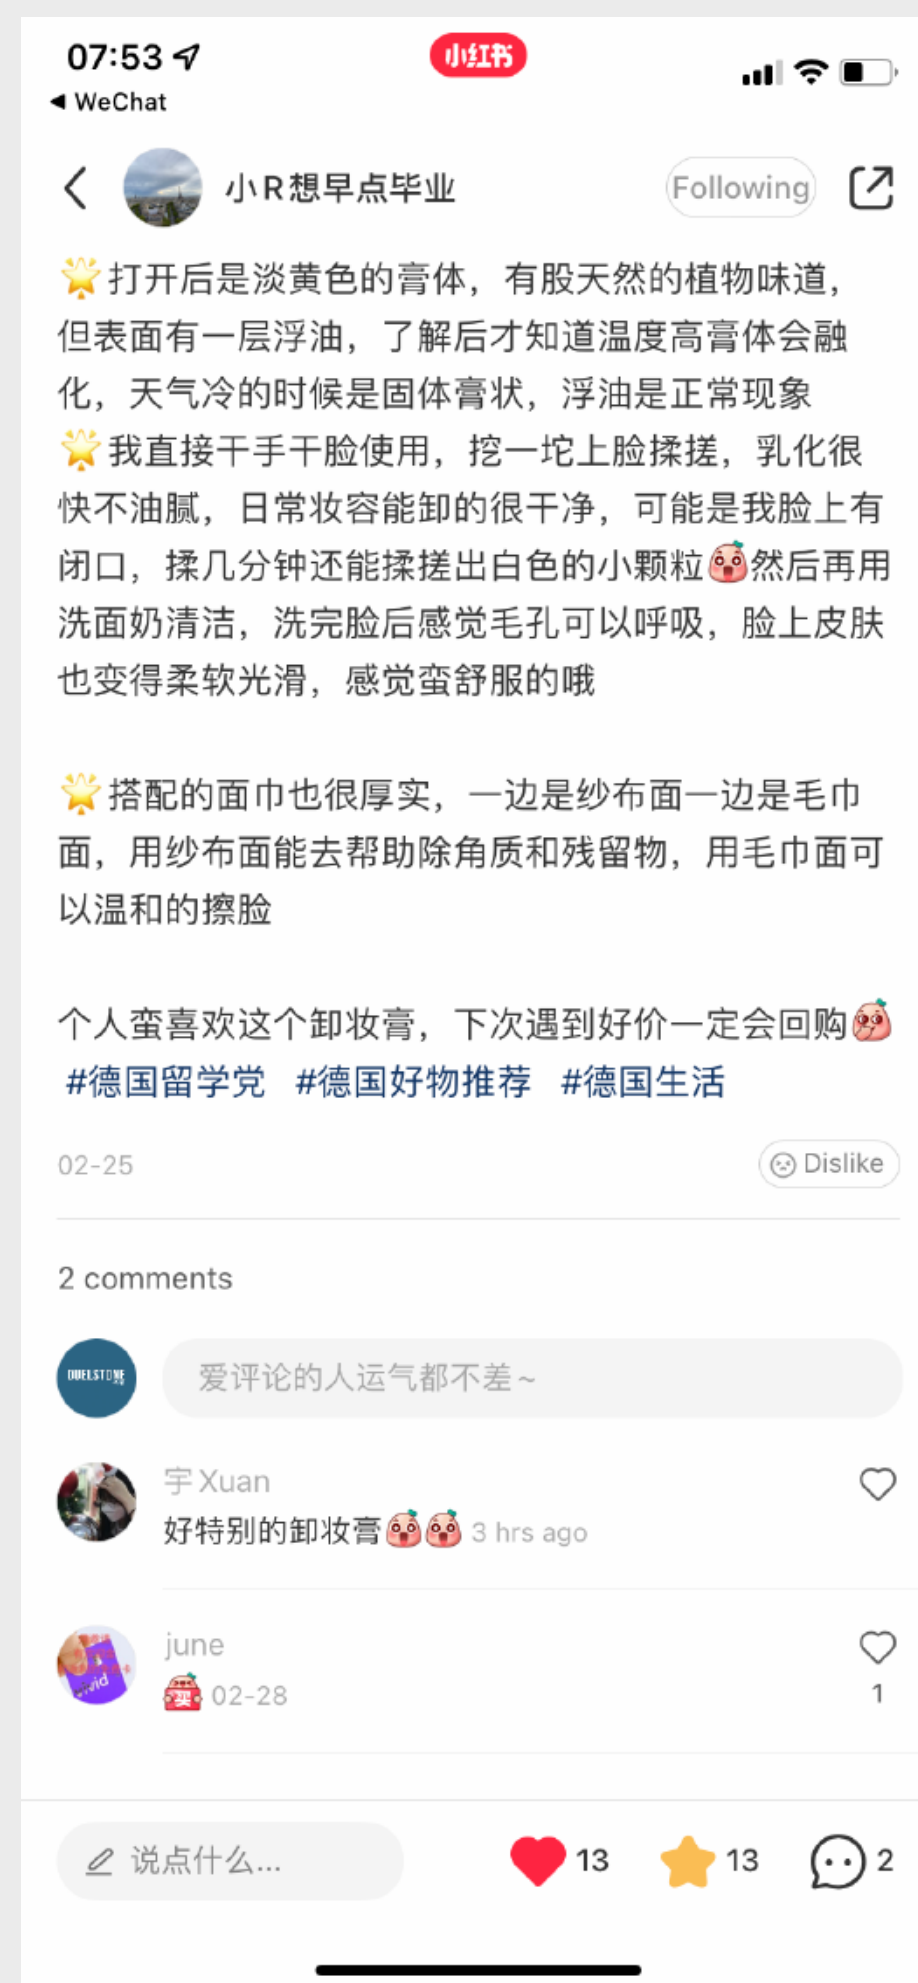 07:53
小红书
◀ WeChat
小R想早点毕业
Following
🌟打开后是淡黄色的膏体，有股天然的植物味道，
但表面有一层浮油，了解后才知道温度高膏体会融
化，天气冷的时候是固体膏状，浮油是正常现象
🌟我直接干手干脸使用，挖一坨上脸揉搓，乳化很
快不油腻，日常妆容能卸的很干净，可能是我脸上有
闭口，揉几分钟还能揉搓出白色的小颗粒然后再用
洗面奶清洁，洗完脸后感觉毛孔可以呼吸，脸上皮肤
也变得柔软光滑，感觉蛮舒服的哦
🌟搭配的面巾也很厚实，一边是纱布面一边是毛巾
面，用纱布面能去帮助除角质和残留物，用毛巾面可
以温和的擦脸
个人蛮喜欢这个卸妆膏，下次遇到好价一定会回购
#德国留学党 #德国好物推荐 #德国生活
02-25
Dislike
2 comments
DUELSTONE
爱评论的人运气都不差~
宇Xuan
好特别的卸妆膏 3 hrs ago
june
vivid
买 02-28
1
说点什么...
13
13
2